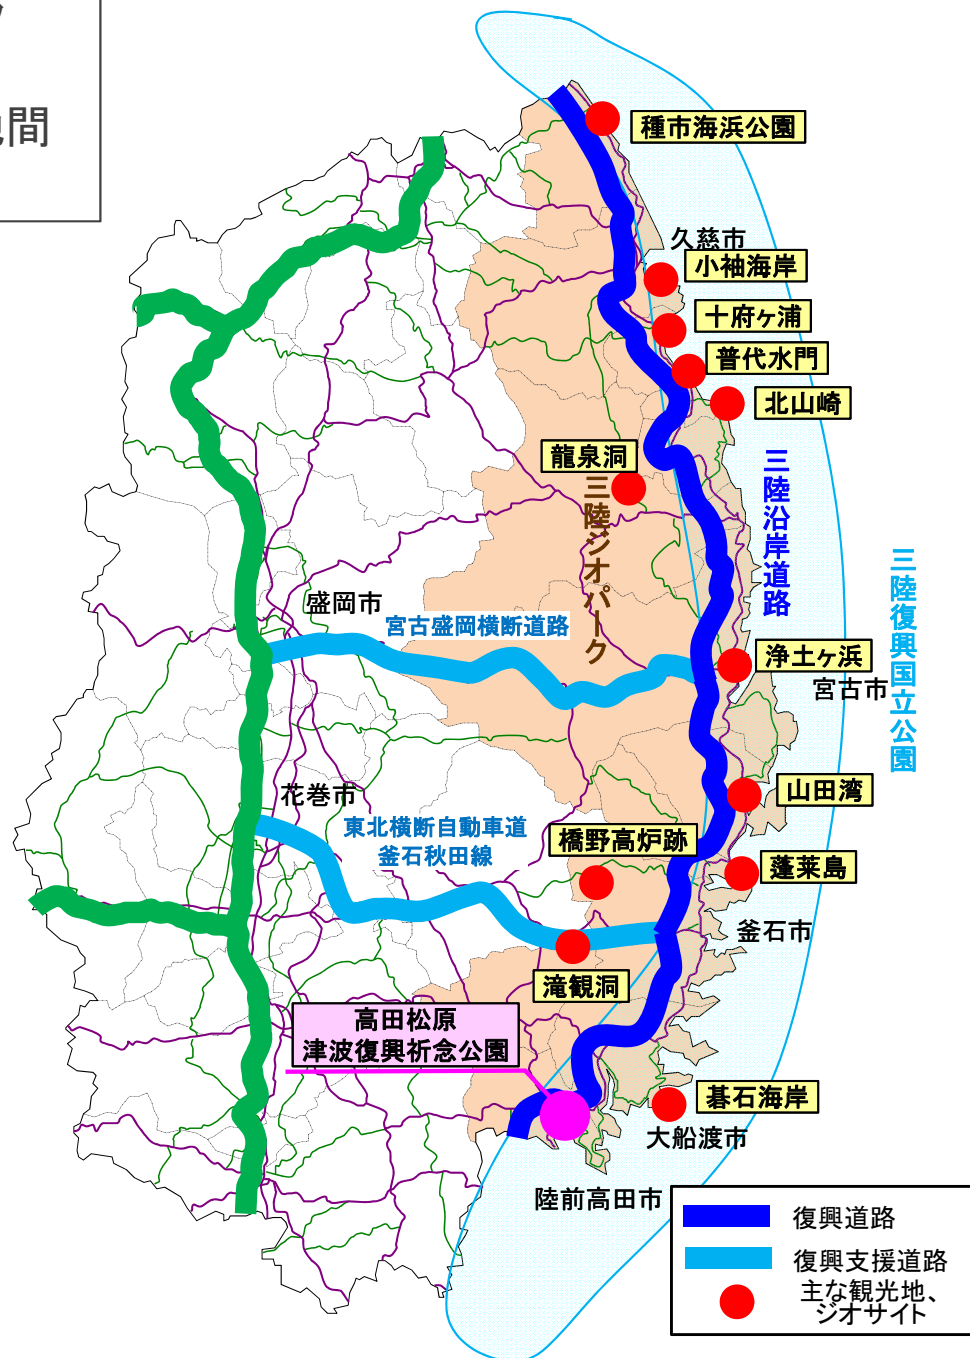 地間
種市海浜公園
久慈市
小袖海岸
十府ヶ浦
普代水門
北山崎
龍泉洞
三陸ジオパーク
三陸沿岸道路
三陸復興国立公園
盛岡市
宮古盛岡横断道路
浄土ヶ浜
宮古市
花巻市
山田湾
東北横断自動車道
釜石秋田線
橋野高炉跡
蓬莱島
釜石市
滝観洞
高田松原
津波復興祈念公園
碁石海岸
大船渡市
陸前高田市
復興道路
復興支援道路
主な観光地、
ジオサイト